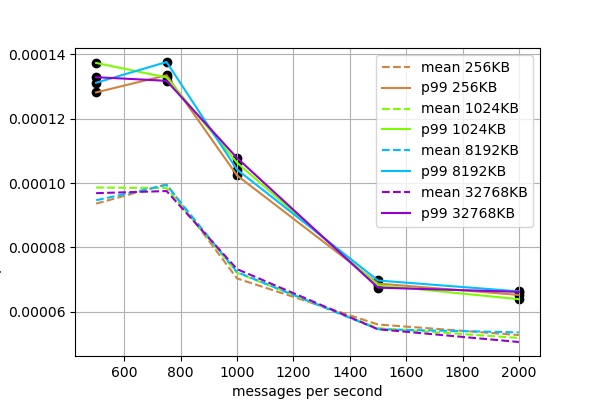 0.00014
0.00012
0.00010
0.00008
0.00006
mean 256KB
p99 256KB
mean 1024KB
p99 1024KB
mean 8192KB
p99 8192KB
mean 32768KB
p99 32768KB
600 800 1000 1200 1400 1600 1800 2000
messages per second